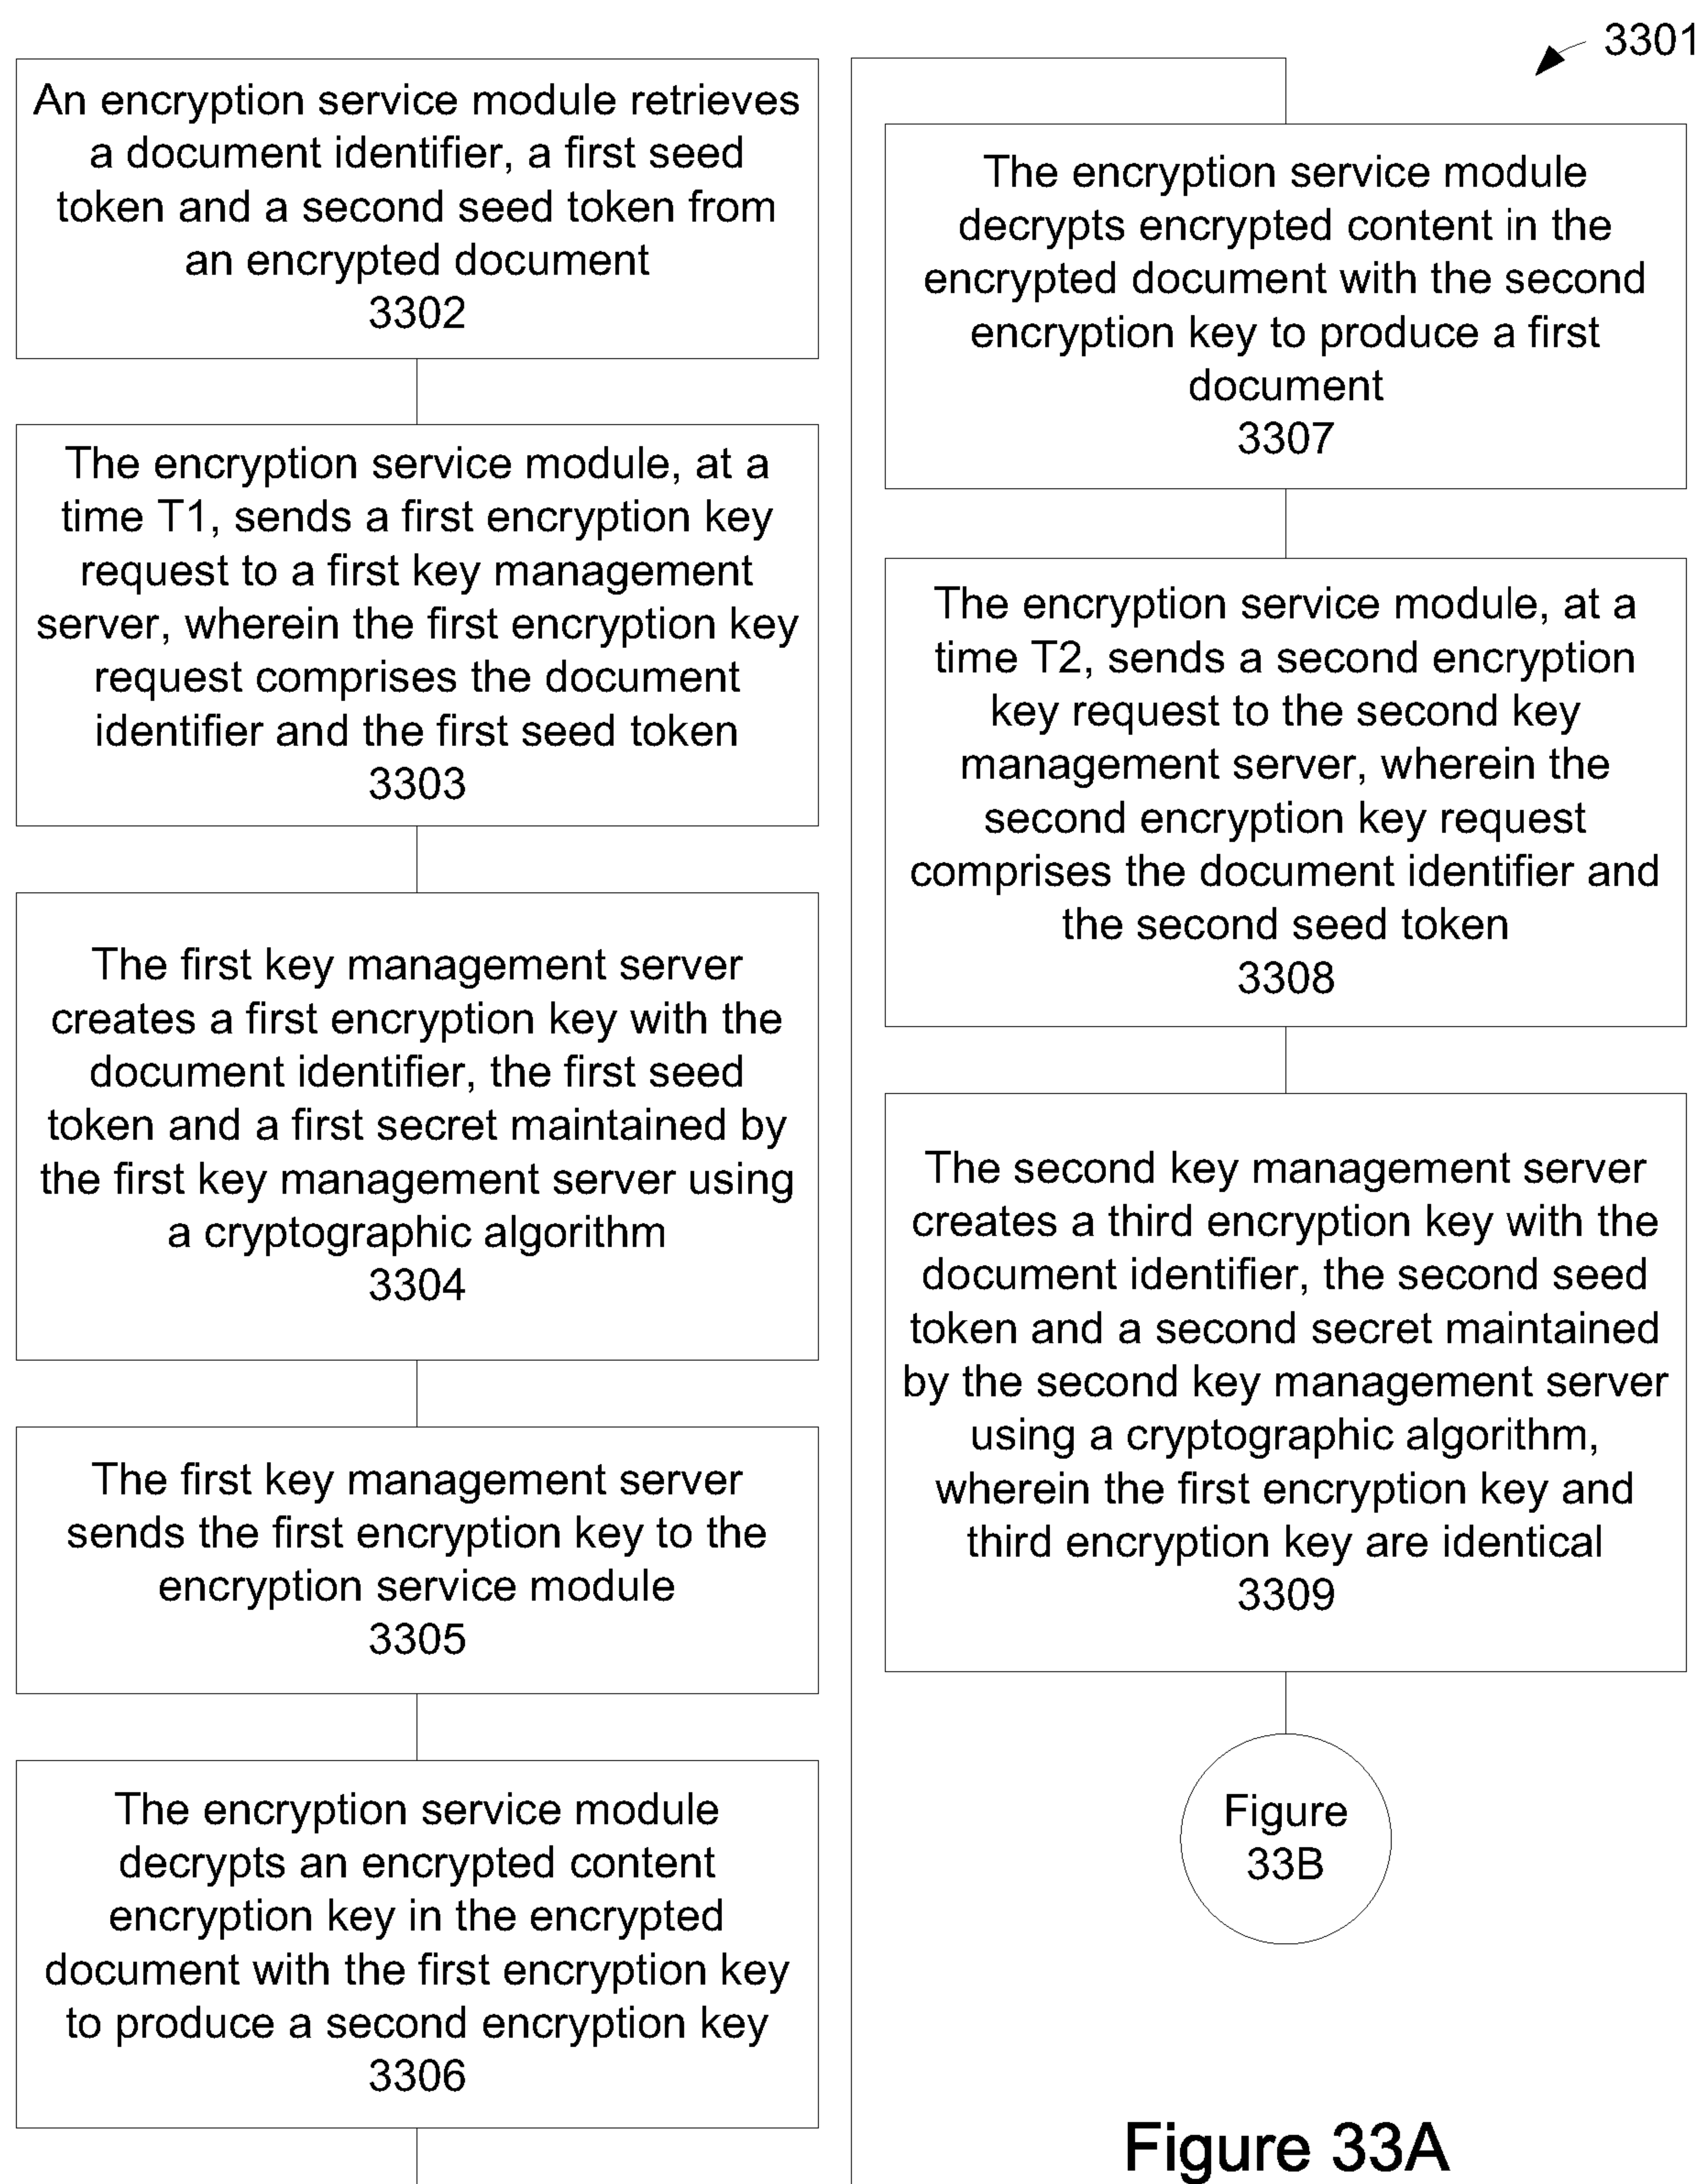 3301
An encryption service module retrieves
a document identifier, a first seed
token and a second seed token from
an encrypted document
3302
The encryption service module, at a
time T1, sends a first encryption key
request to a first key management
server, wherein the first encryption key
request comprises the document
identifier and the first seed token
3303
The first key management server
creates a first encryption key with the
document identifier, the first seed
token and a first secret maintained by
the first key management server using
a cryptographic algorithm
3304
The first key management server
sends the first encryption key to the
encryption service module
3305
The encryption service module
decrypts an encrypted content
encryption key in the encrypted
document with the first encryption key
to produce a second encryption key
3306
The encryption service module
decrypts encrypted content in the
encrypted document with the second
encryption key to produce a first
document
3307
The encryption service module, at a
time T2, sends a second encryption
key request to the second key
management server, wherein the
second encryption key request
comprises the document identifier and
the second seed token
3308
The second key management server
creates a third encryption key with the
document identifier, the second seed
token and a second secret maintained
by the second key management server
using a cryptographic algorithm,
wherein the first encryption key and
third encryption key are identical
3309
Figure
33B
Figure 33A